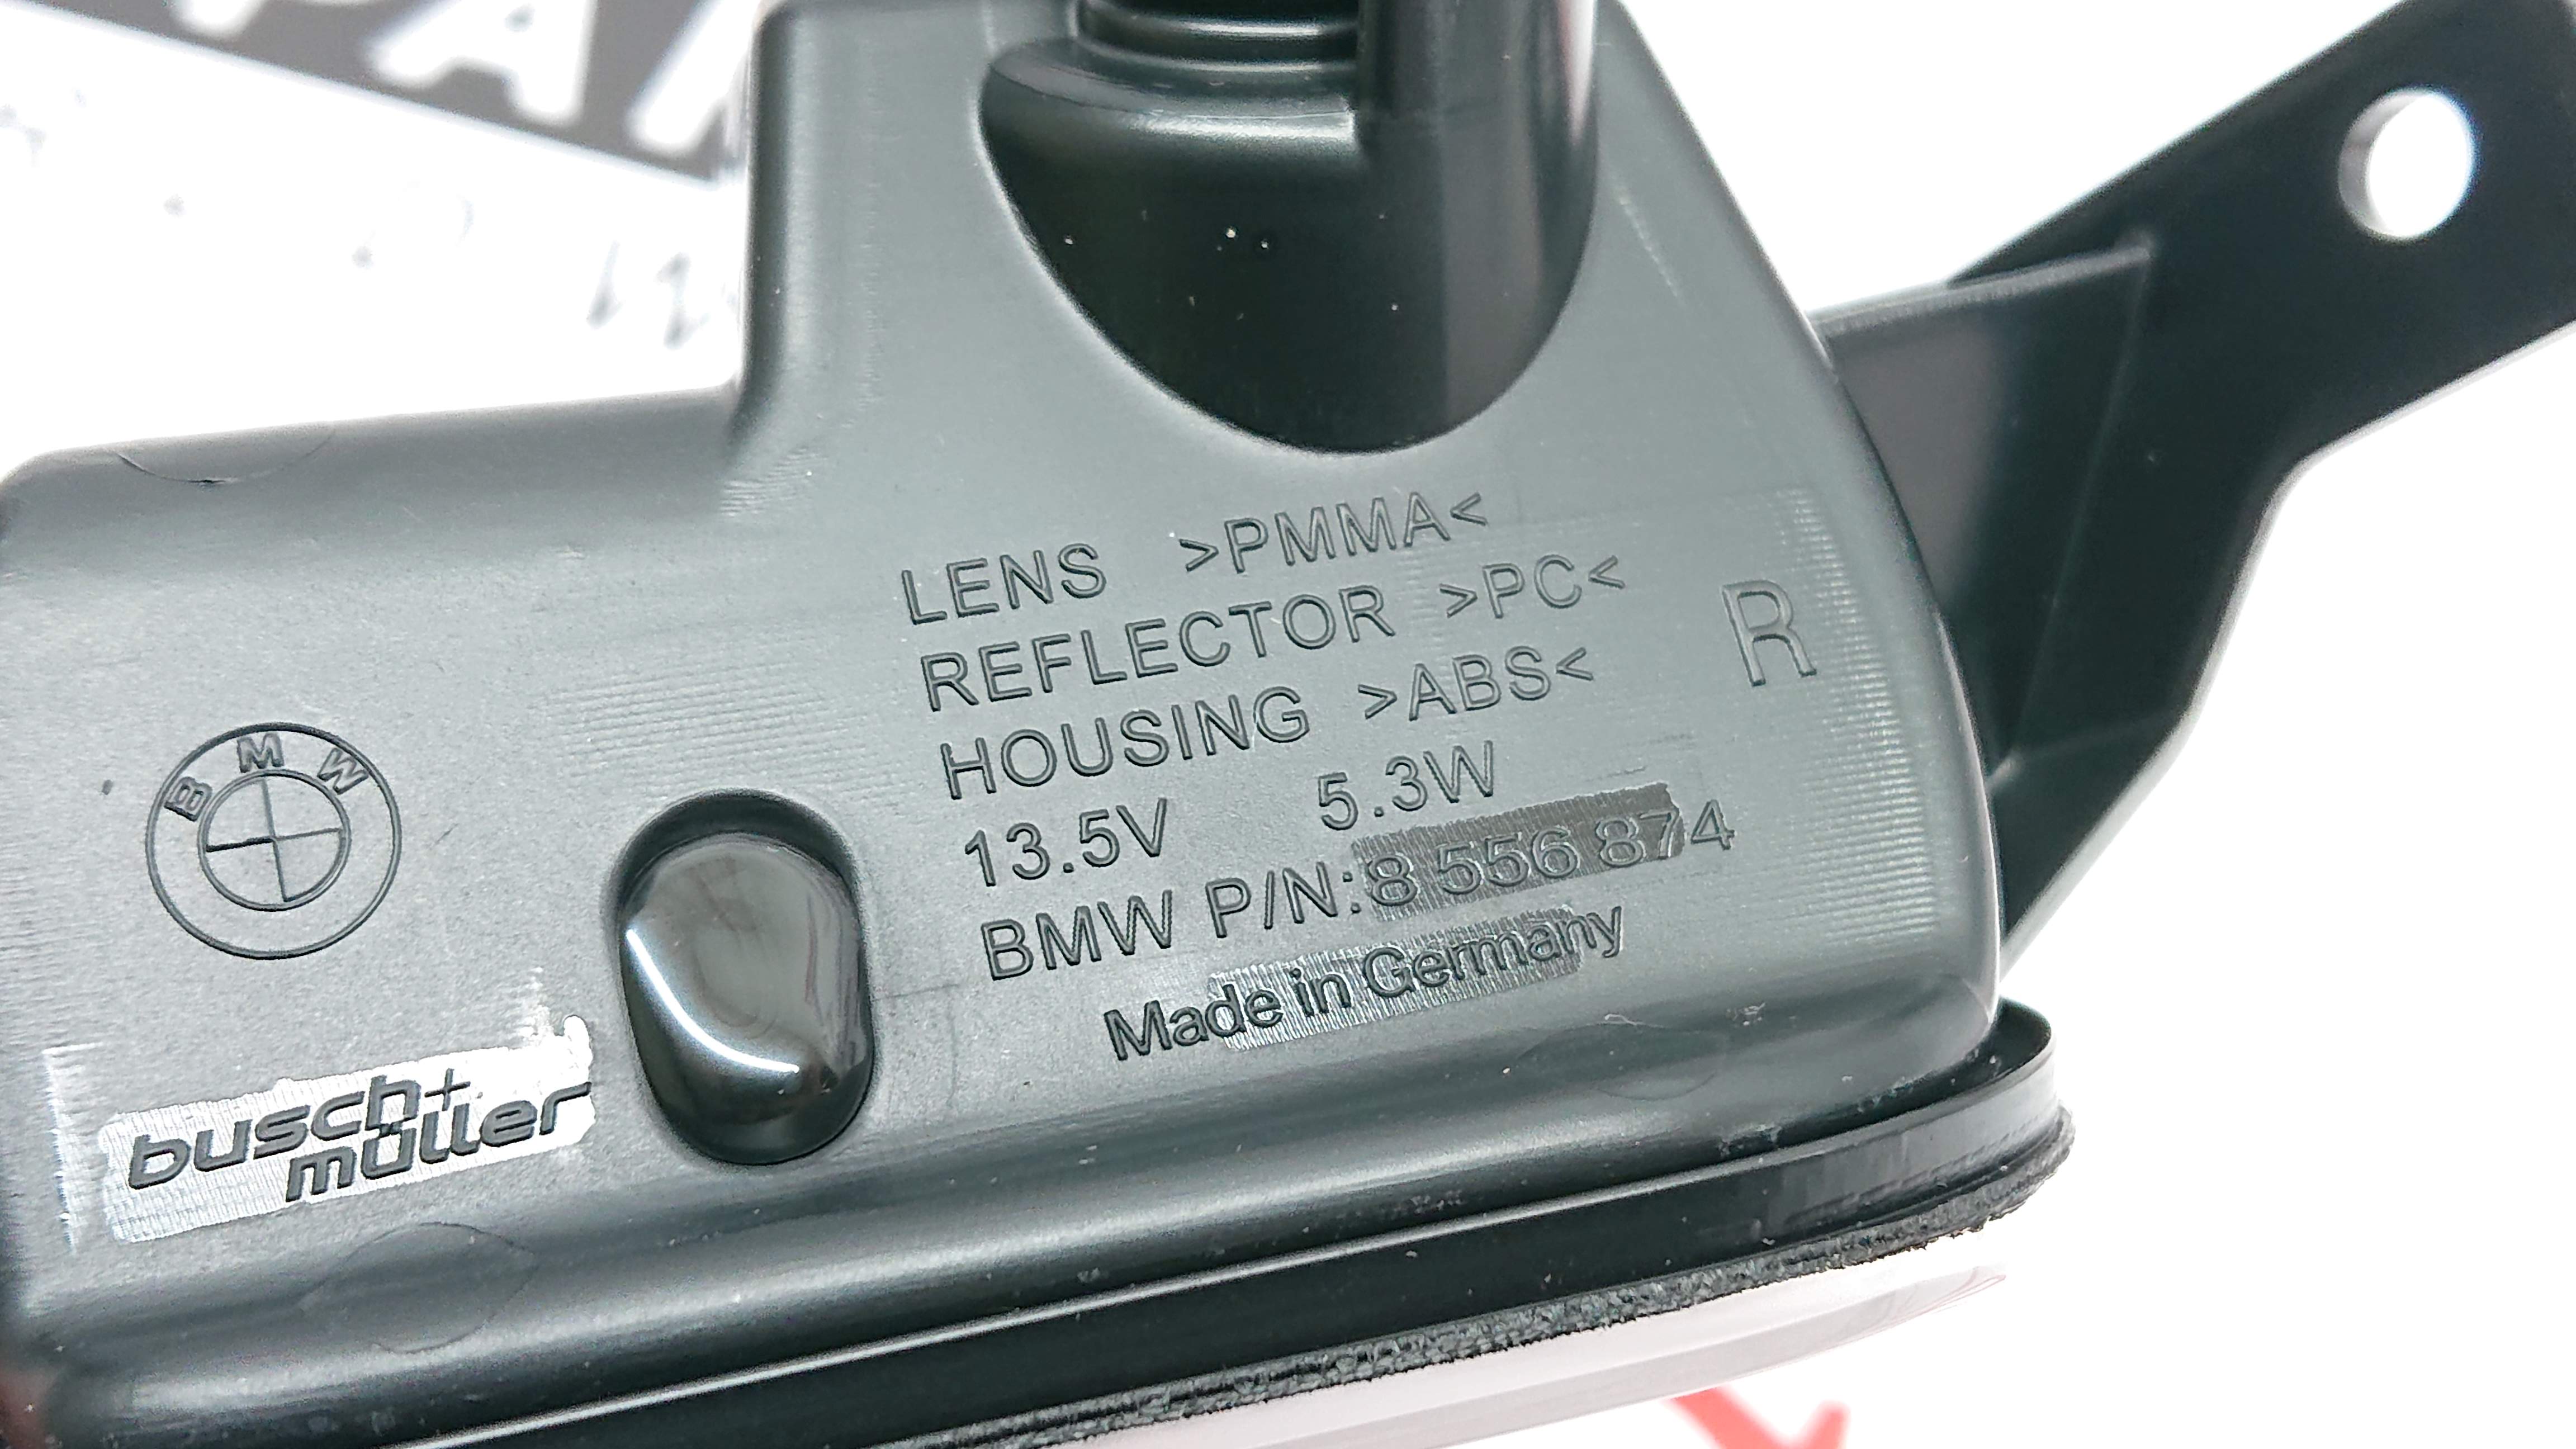 LENS >PMMA<
REFLECTOR >PC<
HOUSING >ABS<
R
13.5V 5.3W
BMW P/N:8 556 874
Made in Germany
BMW
busch+
müller